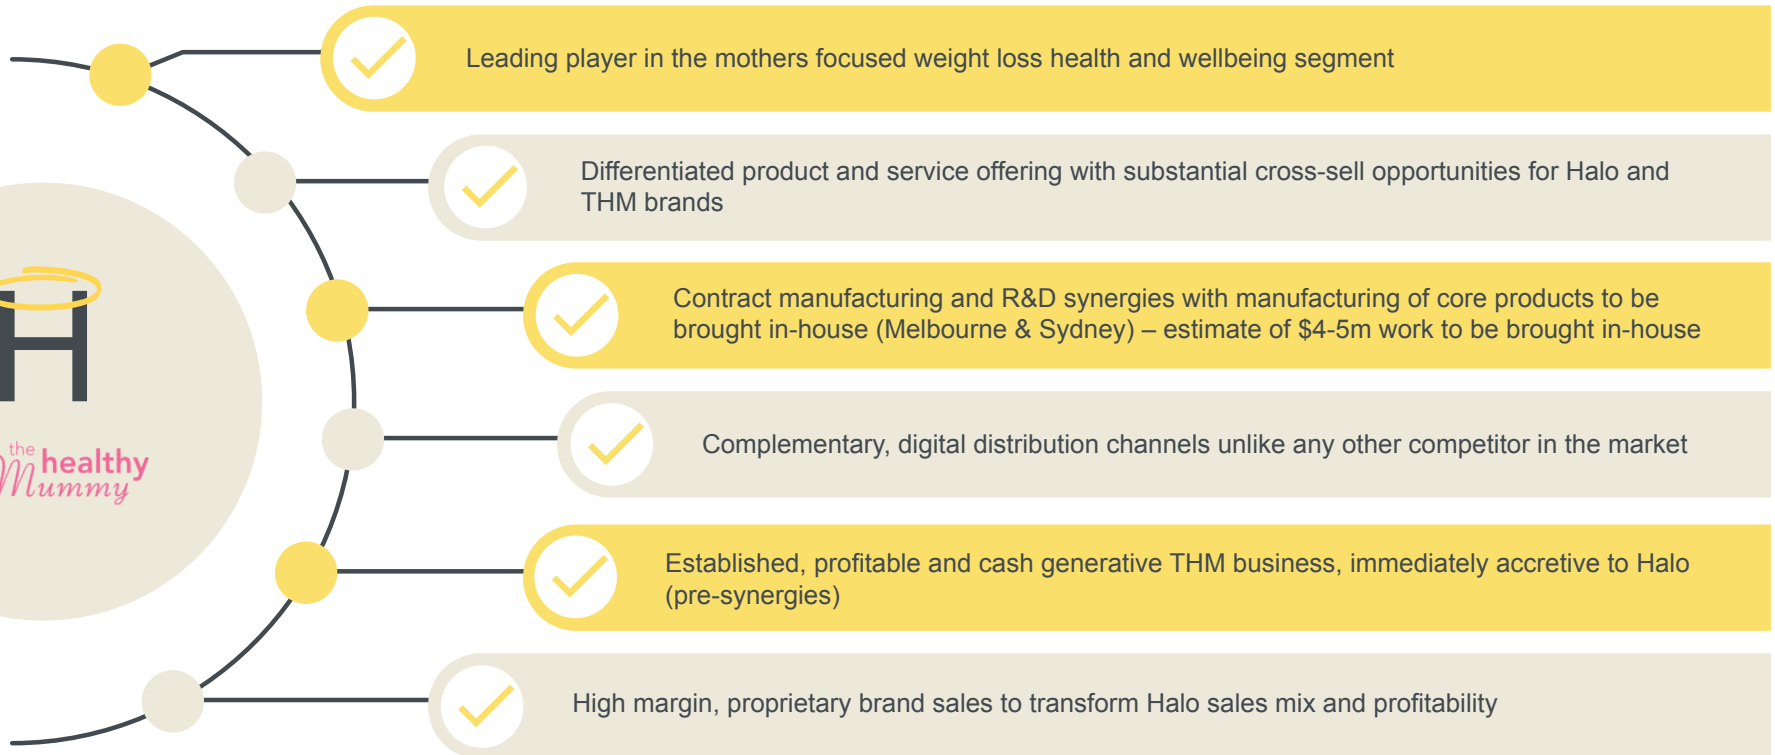 Leading player in the mothers focused weight loss health and wellbeing segment
Differentiated product and service offering with substantial cross-sell opportunities for Halo and
THM brands
Contract manufacturing and R&D synergies with manufacturing of core products to be
brought in-house (Melbourne & Sydney) – estimate of $4-5m work to be brought in-house
H
the healthy
Mummy
Complementary, digital distribution channels unlike any other competitor in the market
Established, profitable and cash generative THM business, immediately accretive to Halo
(pre-synergies)
High margin, proprietary brand sales to transform Halo sales mix and profitability